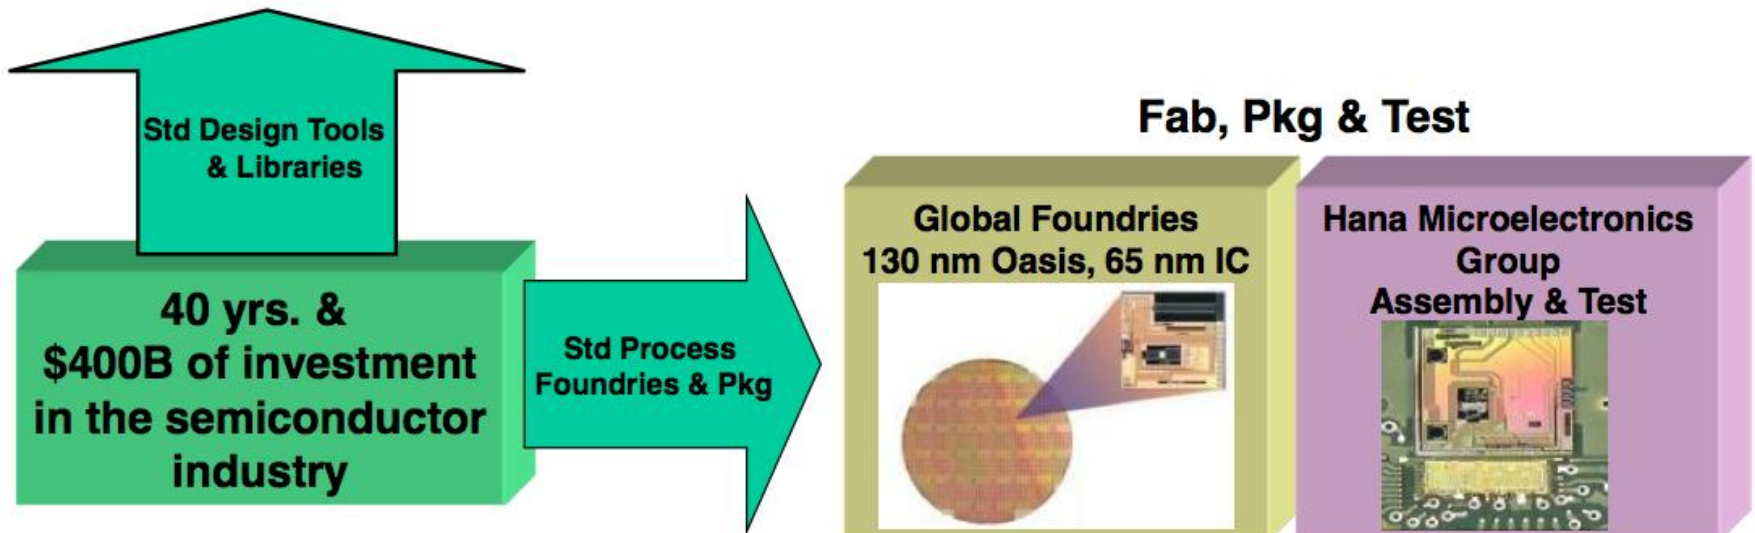 Std Design Tools
& Libraries
40 yrs. &
$400B of investment
in the semiconductor
industry
Std Process
Foundries & Pkg
Fab, Pkg & Test
Global Foundries
130 nm Oasis, 65 nm IC
Hana Microelectronics
Group
Assembly & Test